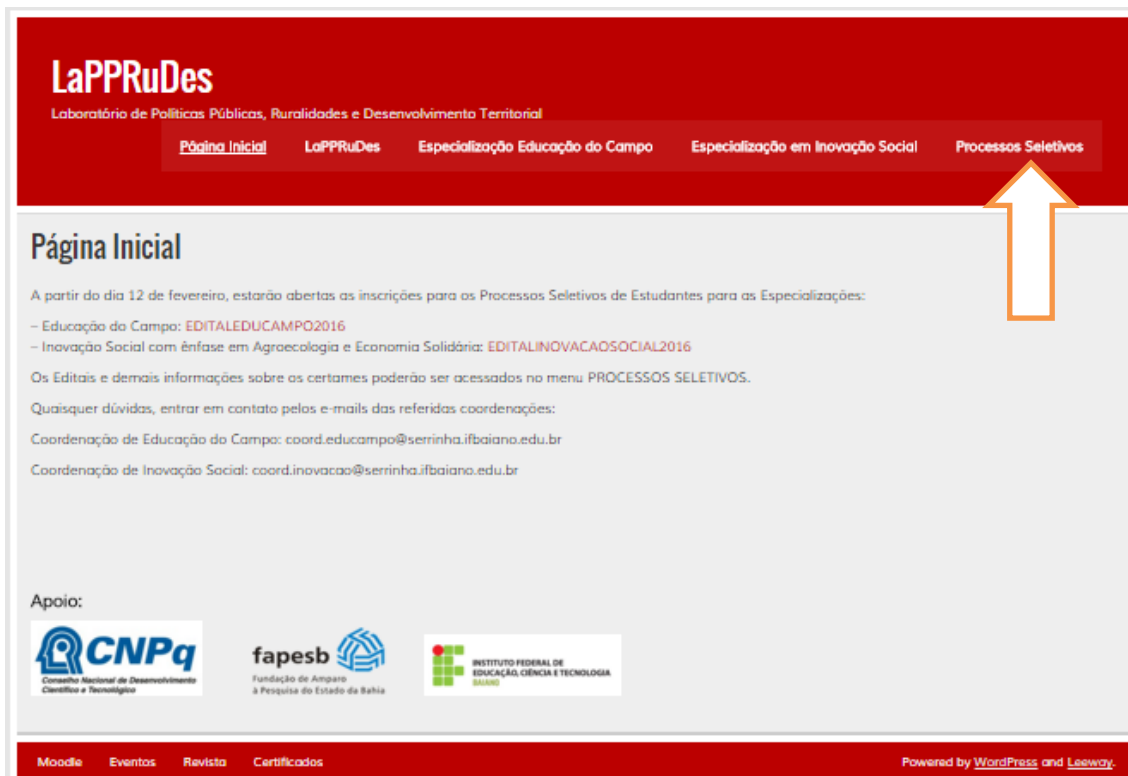 LaPPRuDes
Laboratório de Políticas Públicas, Ruralidades e Desenvolvimento Territorial
Página Inicial LaPPRuDes Especialização Educação do Campo Especialização em Inovação Social Processos Seletivos
Página Inicial
A partir do dia 12 de fevereiro, estarão abertas as inscrições para os Processos Seletivos de Estudantes para as Especializações:
– Educação do Campo: EDITALEDUCAMPO2016
– Inovação Social com ênfase em Agroecologia e Economia Solidária: EDITALINOVACAOSOCIAL2016
Os Editais e demais informações sobre os certames poderão ser acessados no menu PROCESSOS SELETIVOS.
Quaisquer dúvidas, entrar em contato pelos e-mails das referidas coordenações:
Coordenação de Educação do Campo: coord.educampo@serrinha.ifbaiano.edu.br
Coordenação de Inovação Social: coord.inovacao@serrinha.ifbaiano.edu.br
Apoio:
CNPq
Conselho Nacional de Desenvolvimento
Científico e Tecnológico
fapesb
Fundação de Amparo
à Pesquisa do Estado da Bahia
INSTITUTO FEDERAL DE
EDUCAÇÃO, CIÊNCIA E TECNOLOGIA
BAIANO
Moodle Eventos Revista Certificados Powered by WordPress and Leeway.